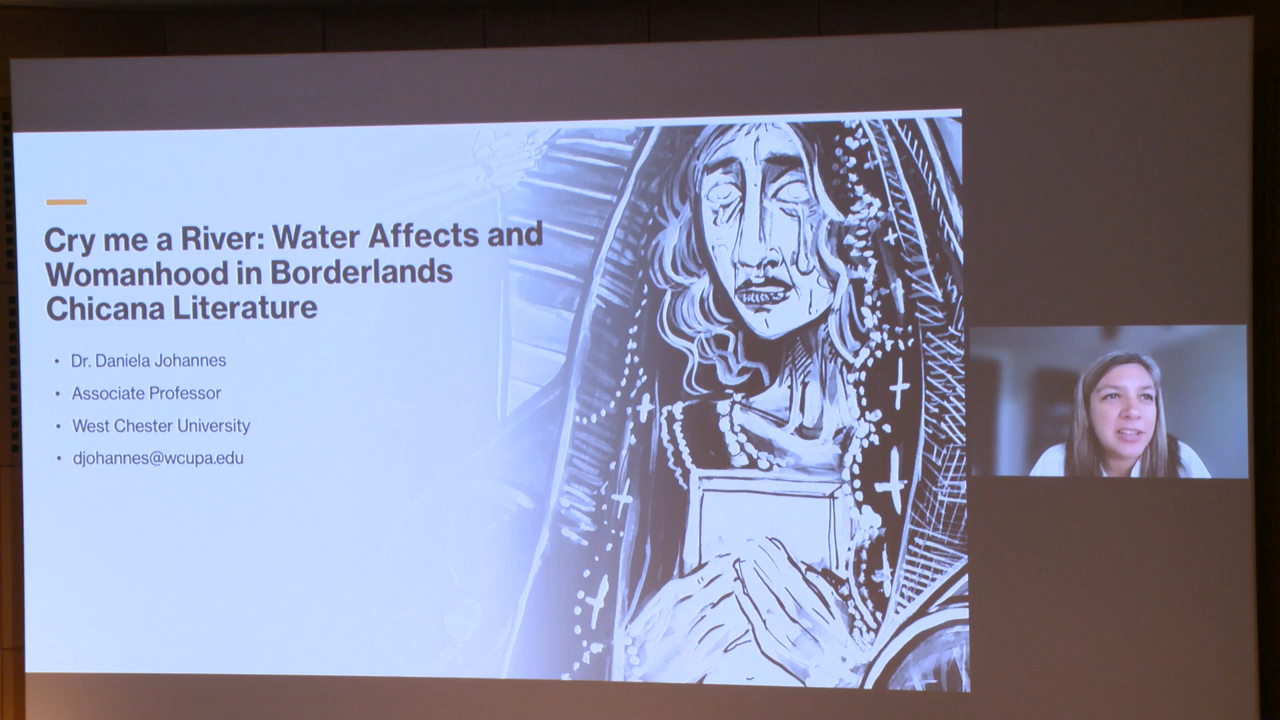 Cry me a River: Water Affects and
Womanhood in Borderlands
Chicana Literature
• Dr. Daniela Johannes
• Associate Professor
• West Chester University
• djohannes@wcupa.edu